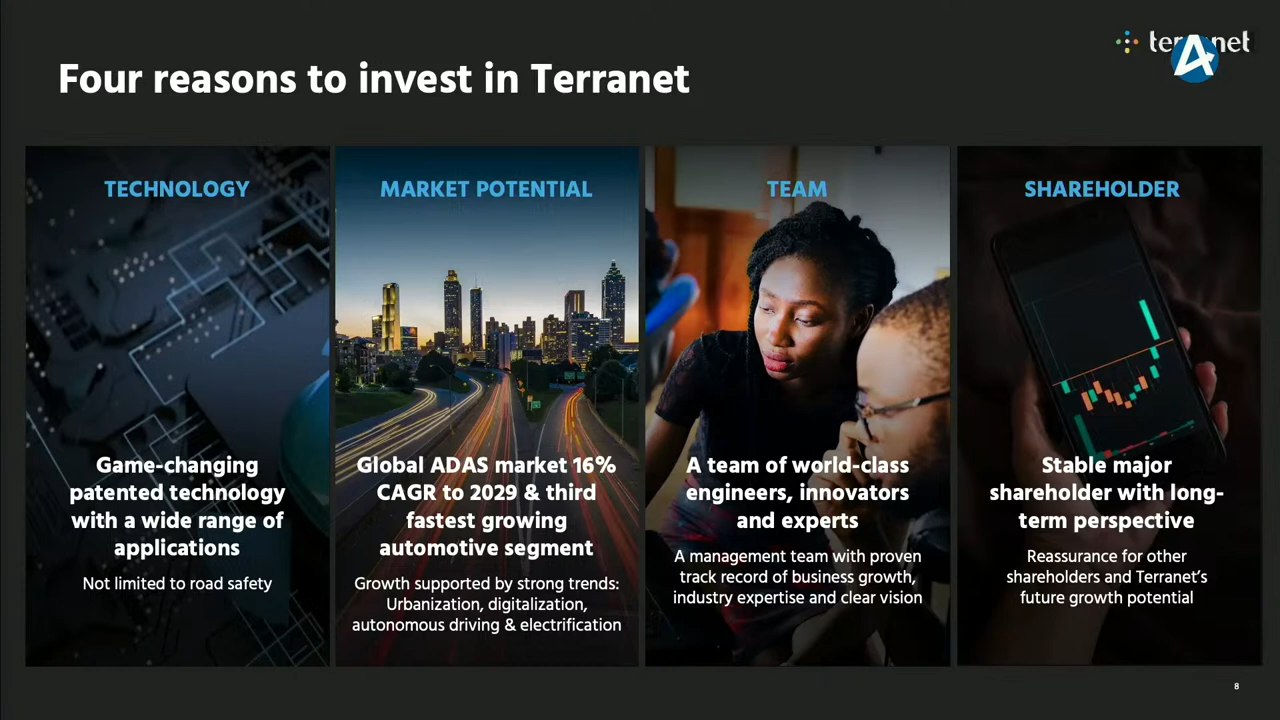 terranet
Four reasons to invest in Terranet
TECHNOLOGY
Game-changing
patented technology
with a wide range of
applications
Not limited to road safety
MARKET POTENTIAL
Global ADAS market 16%
CAGR to 2029 & third
fastest growing
automotive segment
Growth supported by strong trends:
Urbanization, digitalization,
autonomous driving & electrification
TEAM
A team of world-class
engineers, innovators
and experts
A management team with proven
track record of business growth,
industry expertise and clear vision
SHAREHOLDER
Stable major
shareholder with long-
term perspective
Reassurance for other
shareholders and Terranet's
future growth potential
8